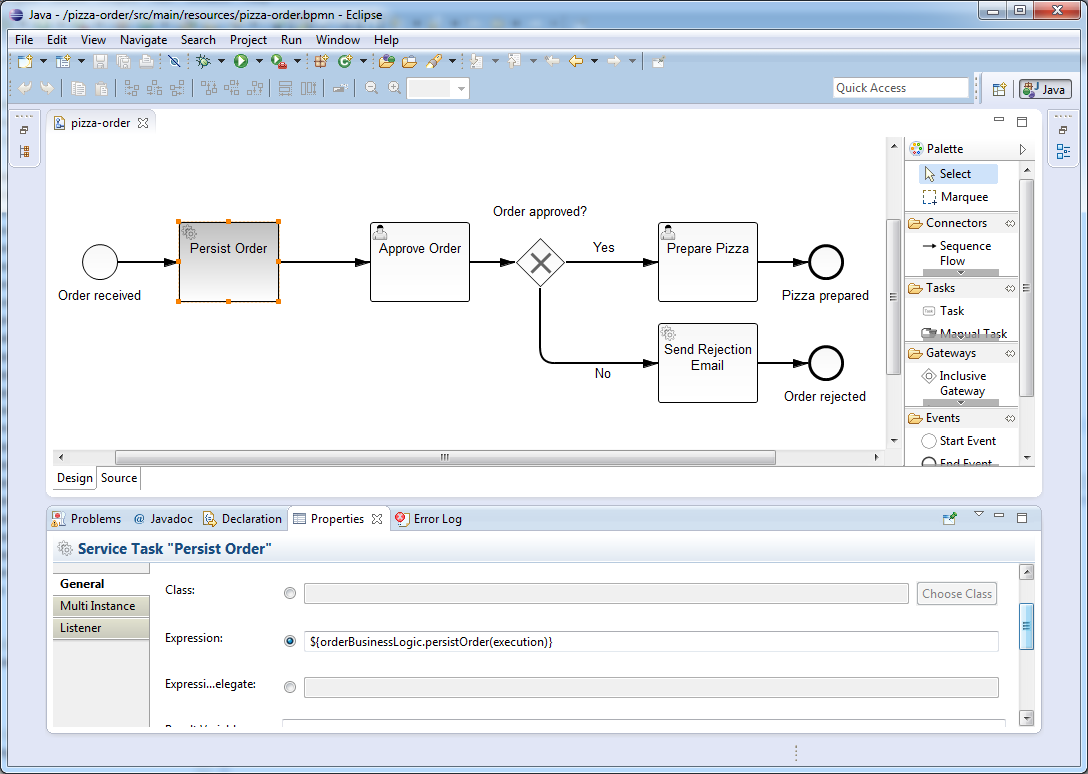 Java - /pizza-order/src/main/resources/pizza-order.bpmn - Eclipse
File Edit View Navigate Search Project Run Window Help
Quick Access
Java
pizza-order
Palette
Select
Marquee
Connectors
Sequence
Flow
Tasks
Task
Manual Task
Gateways
Inclusive
Gateway
Events
Start Event
End Event
Order received
Persist Order
Approve Order
Order approved?
Yes
No
Prepare Pizza
Pizza prepared
Send Rejection
Email
Order rejected
Design Source
Problems @ Javadoc Declaration Properties Error Log
Service Task "Persist Order"
General
Multi Instance
Listener
Class:
Choose Class
Expression:
${orderBusinessLogic.persistOrder(execution)}
Expressi...elegate: